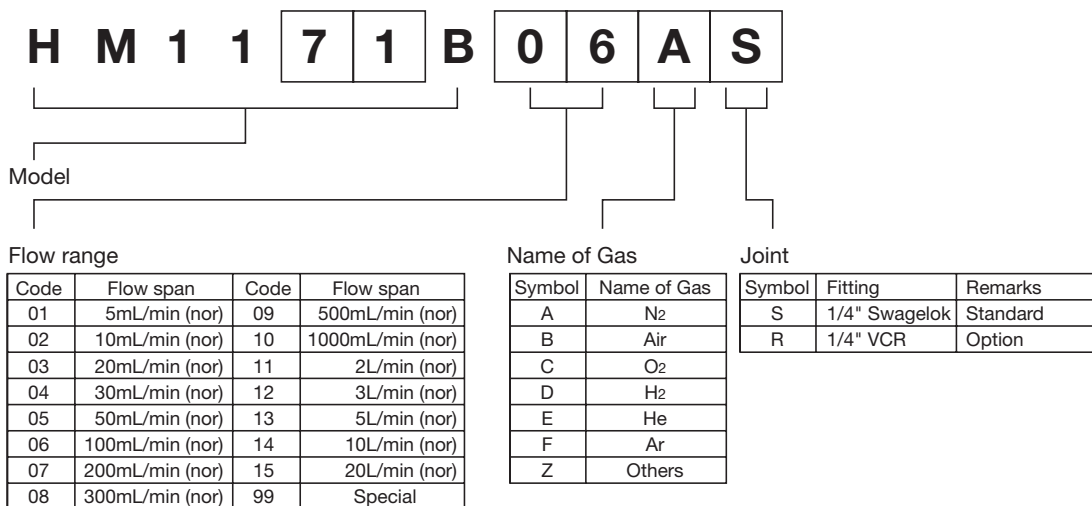 H M 1 1 7 1 B 0 6 A S
Model
Flow range
Code Flow span Code Flow span
01 5mL/min (nor) 09 500mL/min (nor)
02 10mL/min (nor) 10 1000mL/min (nor)
03 20mL/min (nor) 11 2L/min (nor)
04 30mL/min (nor) 12 3L/min (nor)
05 50mL/min (nor) 13 5L/min (nor)
06 100mL/min (nor) 14 10L/min (nor)
07 200mL/min (nor) 15 20L/min (nor)
08 300mL/min (nor) 99 Special
Name of Gas
Symbol Name of Gas
A N2
B Air
C O2
D H2
E He
F Ar
Z Others
Joint
Symbol Fitting Remarks
S 1/4" Swagelok Standard
R 1/4" VCR Option